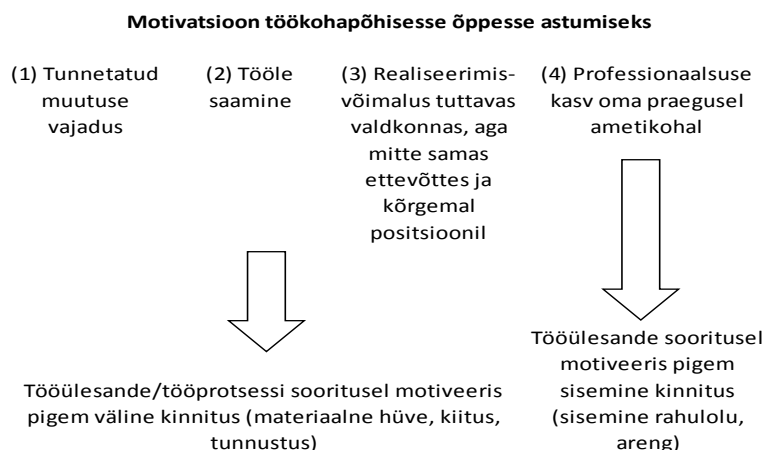 Motivatsioon töökohapõhisesse õppesse astumiseks
(1) Tunnetatud
muutuse
vajadus
(2) Tööle
saamine
(3) Realiseerimis-
võimalus tuttavas
valdkonnas, aga
mitte samas
ettevõttes ja
kõrgemal
positsioonil
(4) Professionaalsuse
kasv oma praegusel
ametikohal
Tööülesande/tööprotsessi sooritusel motiveeris
pigem väline kinnitus (materiaalne hüve, kiitus,
tunnustus)
Tööülesande sooritusel
motiveeris pigem
sisemine kinnitus
(sisemine rahulolu,
areng)